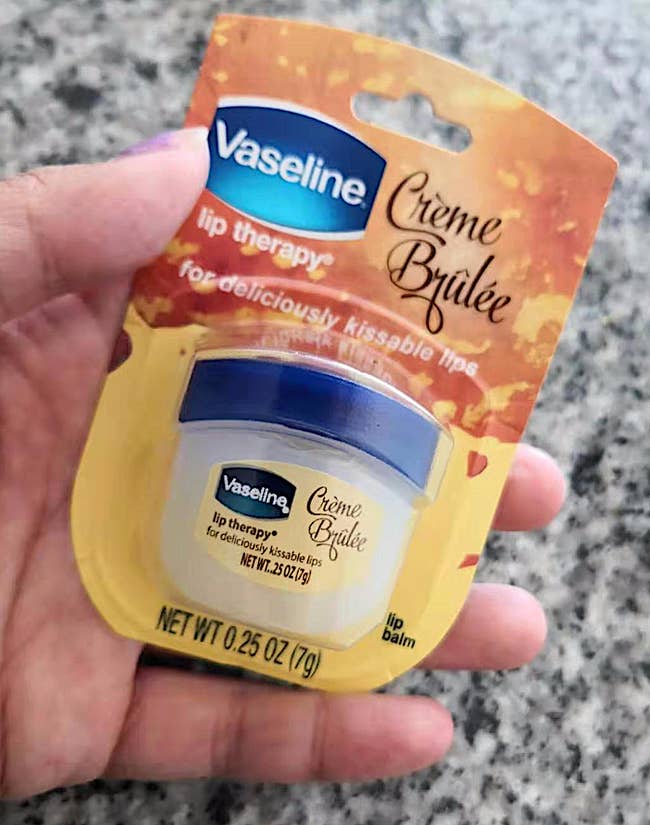 Vaseline
Crème
Brûlée
lip therapy®
for deliciously kissable lips
Vaseline
Crème
Brûlée
lip therapy®
for deliciously kissable lips
NET WT..25 OZ (7g)
lip
balm
NET WT 0.25 OZ (7g)